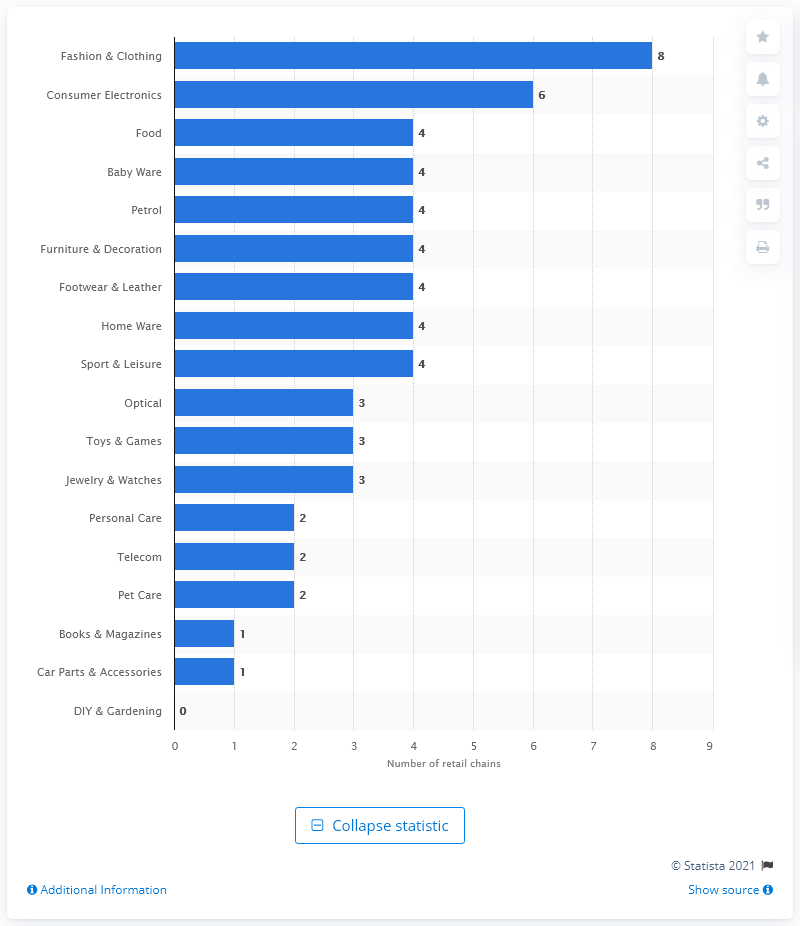 Fashion & Clothing 8
Consumer Electronics 6
Food 4
Baby Ware 4
Petrol 4
Furniture & Decoration 4
Footwear & Leather 4
Home Ware 4
Sport & Leisure 4
Optical 3
Toys & Games 3
Jewelry & Watches 3
Personal Care 2
Telecom 2
Pet Care 2
Books & Magazines 1
Car Parts & Accessories 1
DIY & Gardening 0
0 1 2 3 4 5 6 7 8 9
Number of retail chains
Collapse statistic
© Statista 2021
Additional Information Show source